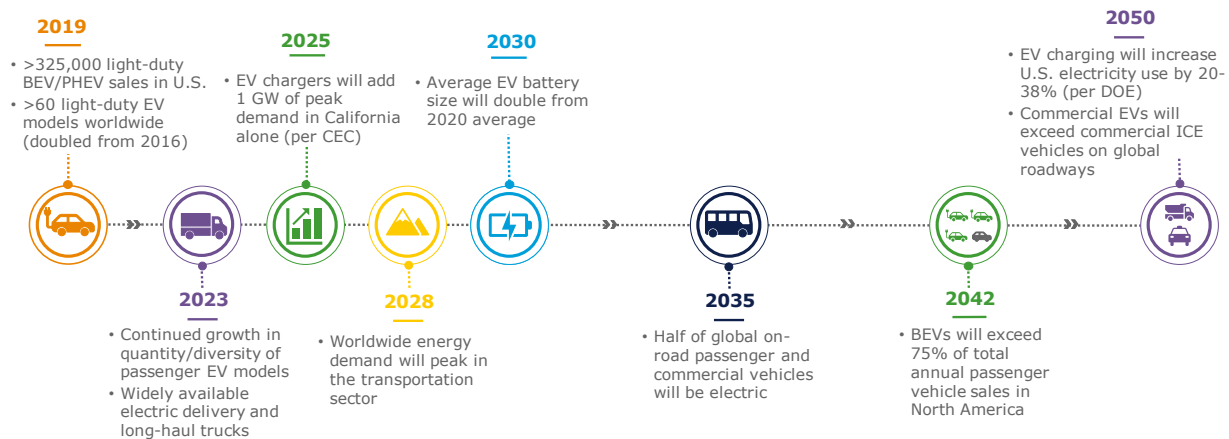 2019
• >325,000 light-duty
BEV/PHEV sales in U.S.
• >60 light-duty EV
models worldwide
(doubled from 2016)
2023
• Continued growth in
quantity/diversity of
passenger EV models
• Widely available
electric delivery and
long-haul trucks
2025
• EV chargers will add
1 GW of peak
demand in California
alone (per CEC)
2028
• Worldwide energy
demand will peak in
the transportation
sector
2030
• Average EV battery
size will double from
2020 average
2035
• Half of global on-
road passenger and
commercial vehicles
will be electric
2042
• BEVs will exceed
75% of total
annual passenger
vehicle sales in
North America
2050
• EV charging will increase
U.S. electricity use by 20-
38% (per DOE)
• Commercial EVs will
exceed commercial ICE
vehicles on global
roadways